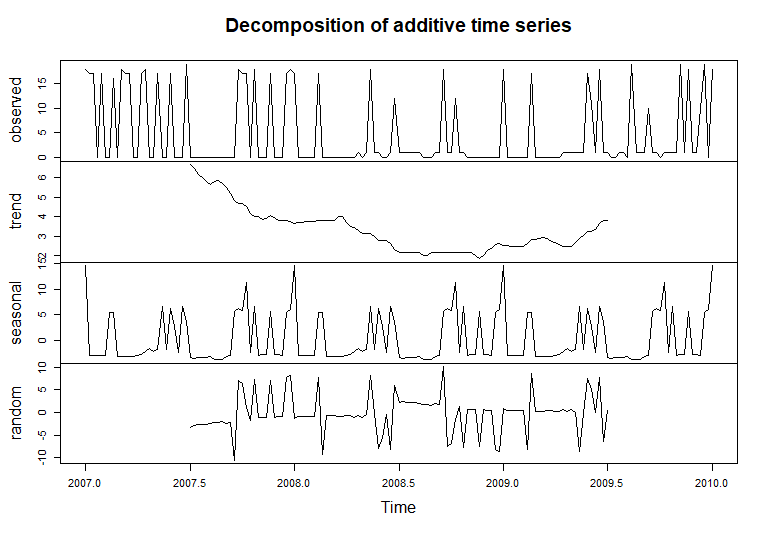 Decomposition of additive time series
observed
0 5 10 15
trend
2 3 4 5 6
seasonal
0 5 10 15
random
-10 -5 0 5 10
2007.0 2007.5 2008.0 2008.5 2009.0 2009.5 2010.0
Time